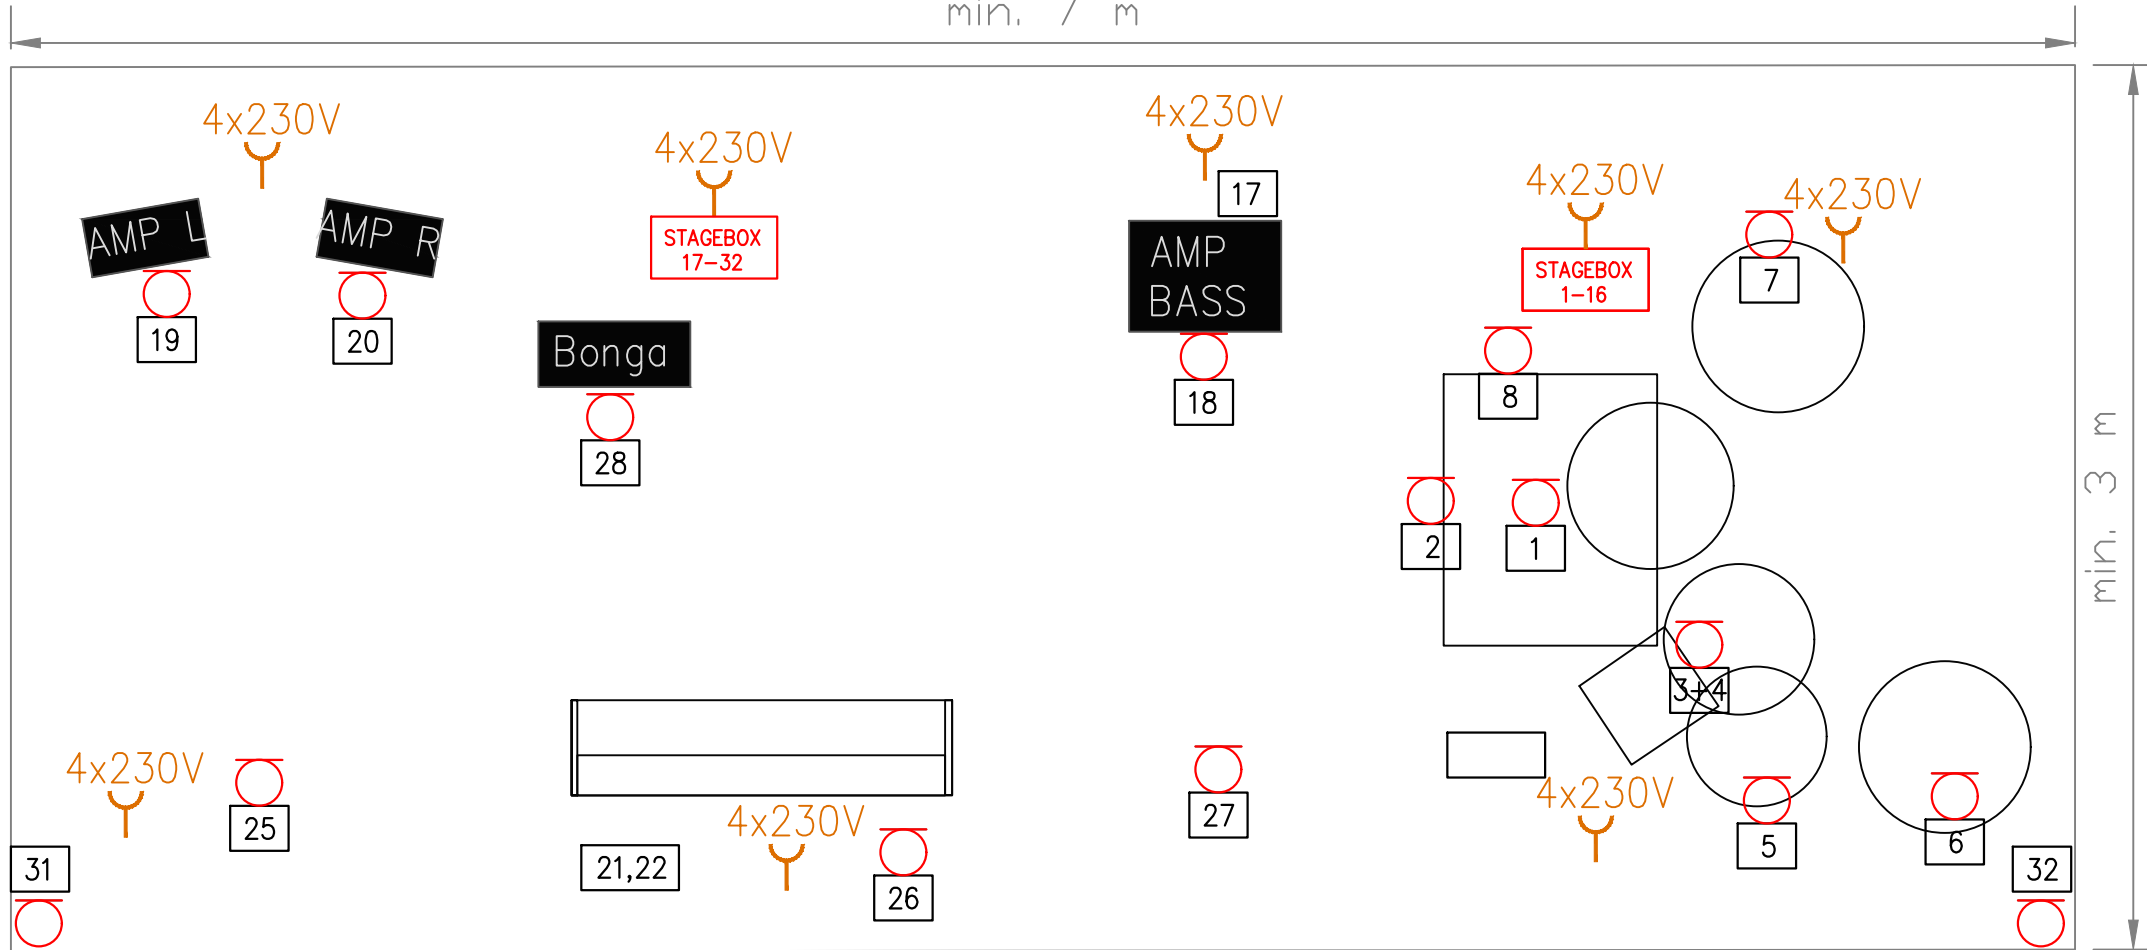 min. 7 m
4x230V
4x230V
4x230V
4x230V
4x230V
17
AMP L
AMP R
STAGEBOX
17-32
AMP
BASS
STAGEBOX
1-16
7
19
20
Bonga
18
8
28
2
1
min. 3 m
3+4
4x230V
25
4x230V
27
4x230V
5
6
31
21,22
26
32